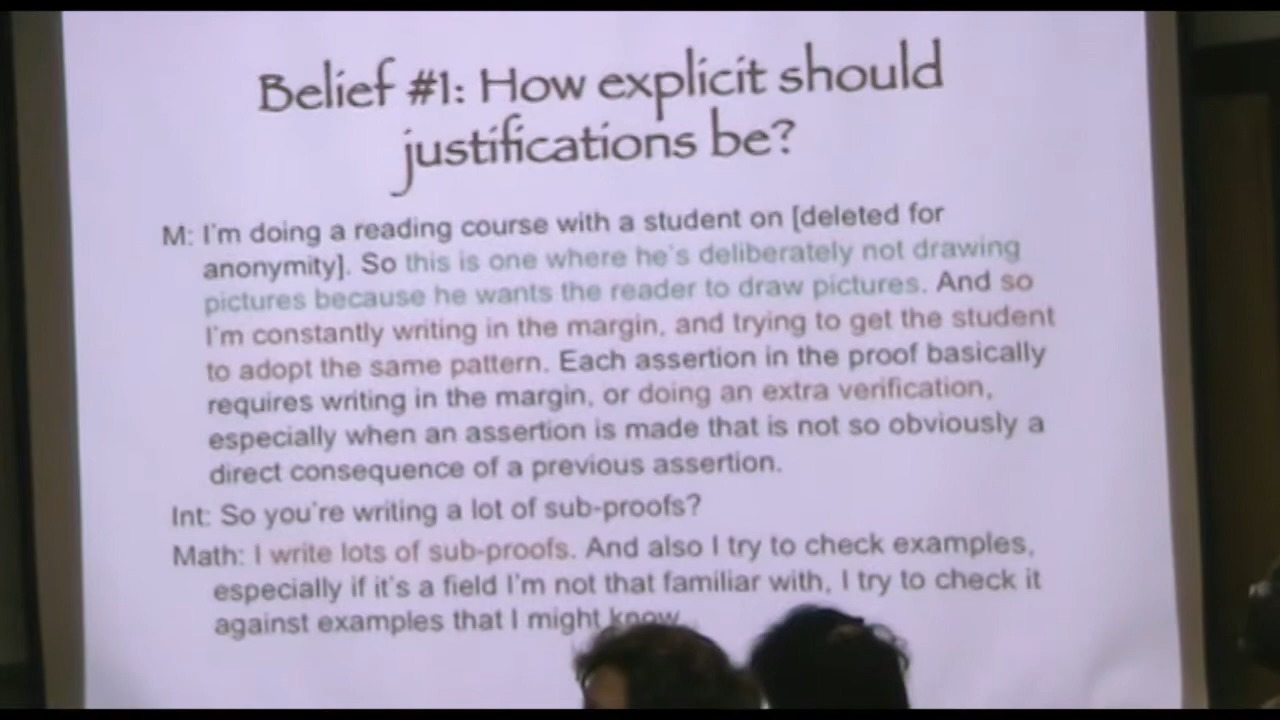 Belief #1: How explicit should
justifications be?
M: I'm doing a reading course with a student on [deleted for
anonymity]. So this is one where he's deliberately not drawing
pictures because he wants the reader to draw pictures. And so
I'm constantly writing in the margin, and trying to get the student
to adopt the same pattern. Each assertion in the proof basically
requires writing in the margin, or doing an extra verification,
especially when an assertion is made that is not so obviously a
direct consequence of a previous assertion.
Int: So you're writing a lot of sub-proofs?
Math: I write lots of sub-proofs. And also I try to check examples,
especially if it's a field I'm not that familiar with, I try to check it
against examples that I might know